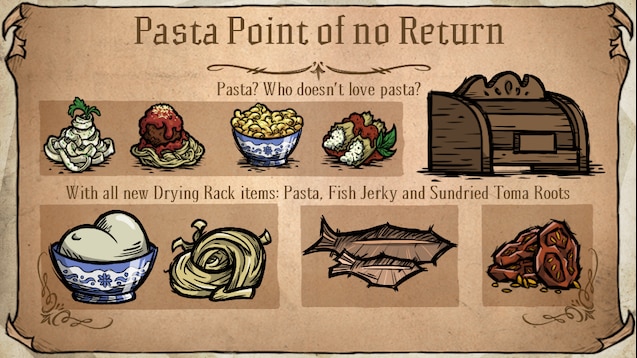 Pasta Point of no Return
Pasta? Who doesn't love pasta?
With all new Drying Rack items: Pasta, Fish Jerky and Sundried Toma Roots